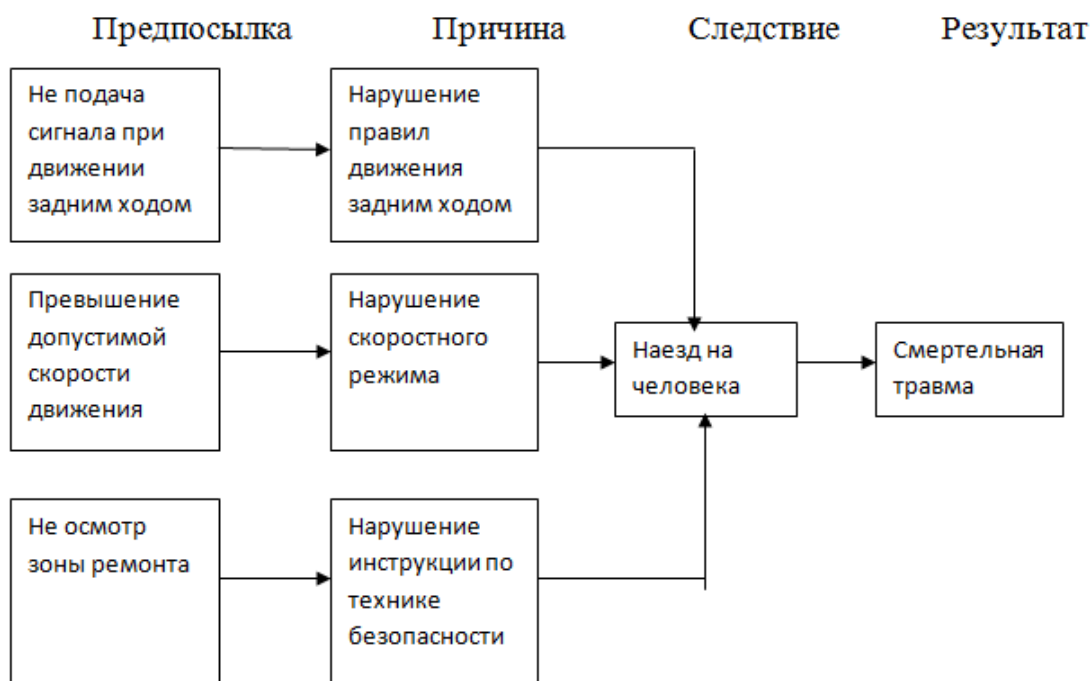 Предпосылка Причина Следствие Результат
Не подача
сигнала при
движении
задним ходом
Нарушение
правил
движения
задним ходом
Превышение
допустимой
скорости
движения
Нарушение
скоростного
режима
Наезд на
человека
Смертельная
травма
Не осмотр
зоны ремонта
Нарушение
инструкции по
технике
безопасности